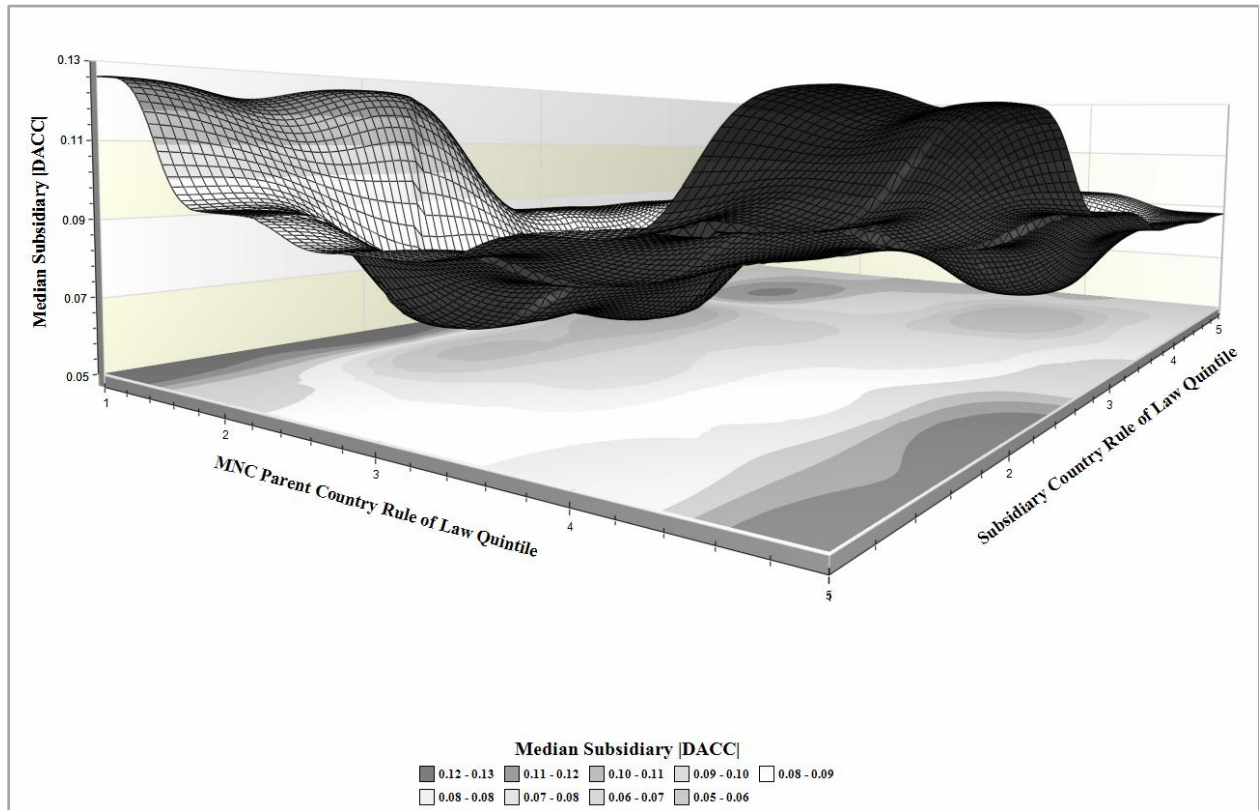 0.13
0.11
0.09
0.07
0.05
Median Subsidiary |DACC|
1
2
3
4
5
MNC Parent Country Rule of Law Quintile
2
3
4
5
Subsidiary Country Rule of Law Quintile
Median Subsidiary |DACC|
0.12 - 0.13 0.11 - 0.12 0.10 - 0.11 0.09 - 0.10 0.08 - 0.09
0.08 - 0.08 0.07 - 0.08 0.06 - 0.07 0.05 - 0.06